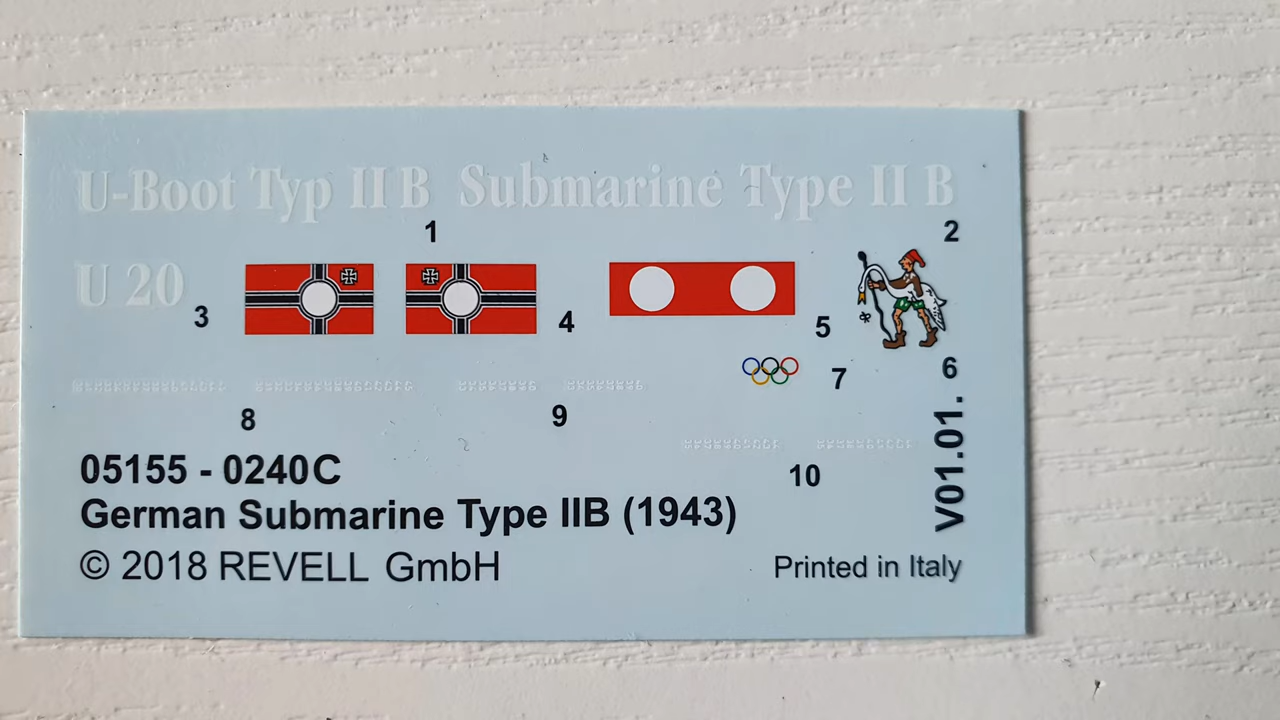 U-Boot Typ II B Submarine Type II B
1 2
U 20
3 4 5
6
7
8 9
10
05155 - 0240C
German Submarine Type IIB (1943)
© 2018 REVELL GmbH
Printed in Italy
V01.01.